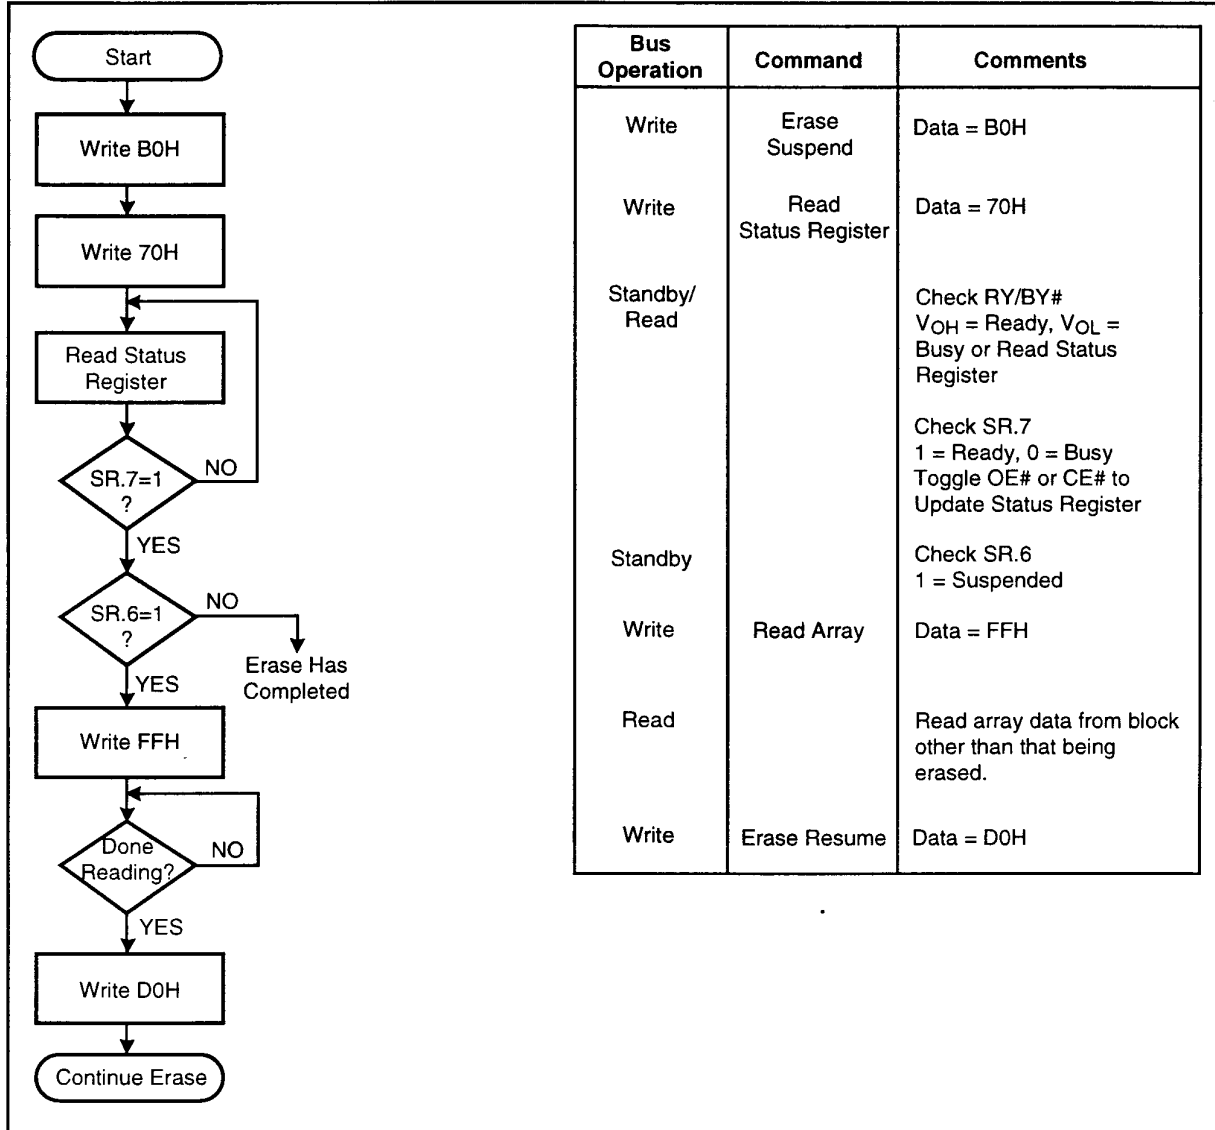 Start
Write B0H
Write 70H
Read Status
Register
SR.7=1
?
NO
YES
SR.6=1
?
NO
Erase Has
Completed
YES
Write FFH
Done
Reading?
NO
YES
Write D0H
Continue Erase
Bus
Operation
Command
Comments
Write
Erase
Suspend
Data = B0H
Write
Read
Status Register
Data = 70H
Standby/
Read
Check RY/BY#
VOH = Ready, VOL =
Busy or Read Status
Register
Check SR.7
1 = Ready, 0 = Busy
Toggle OE# or CE# to
Update Status Register
Standby
Check SR.6
1 = Suspended
Write
Read Array
Data = FFH
Read
Read array data from block
other than that being
erased.
Write
Erase Resume
Data = D0H